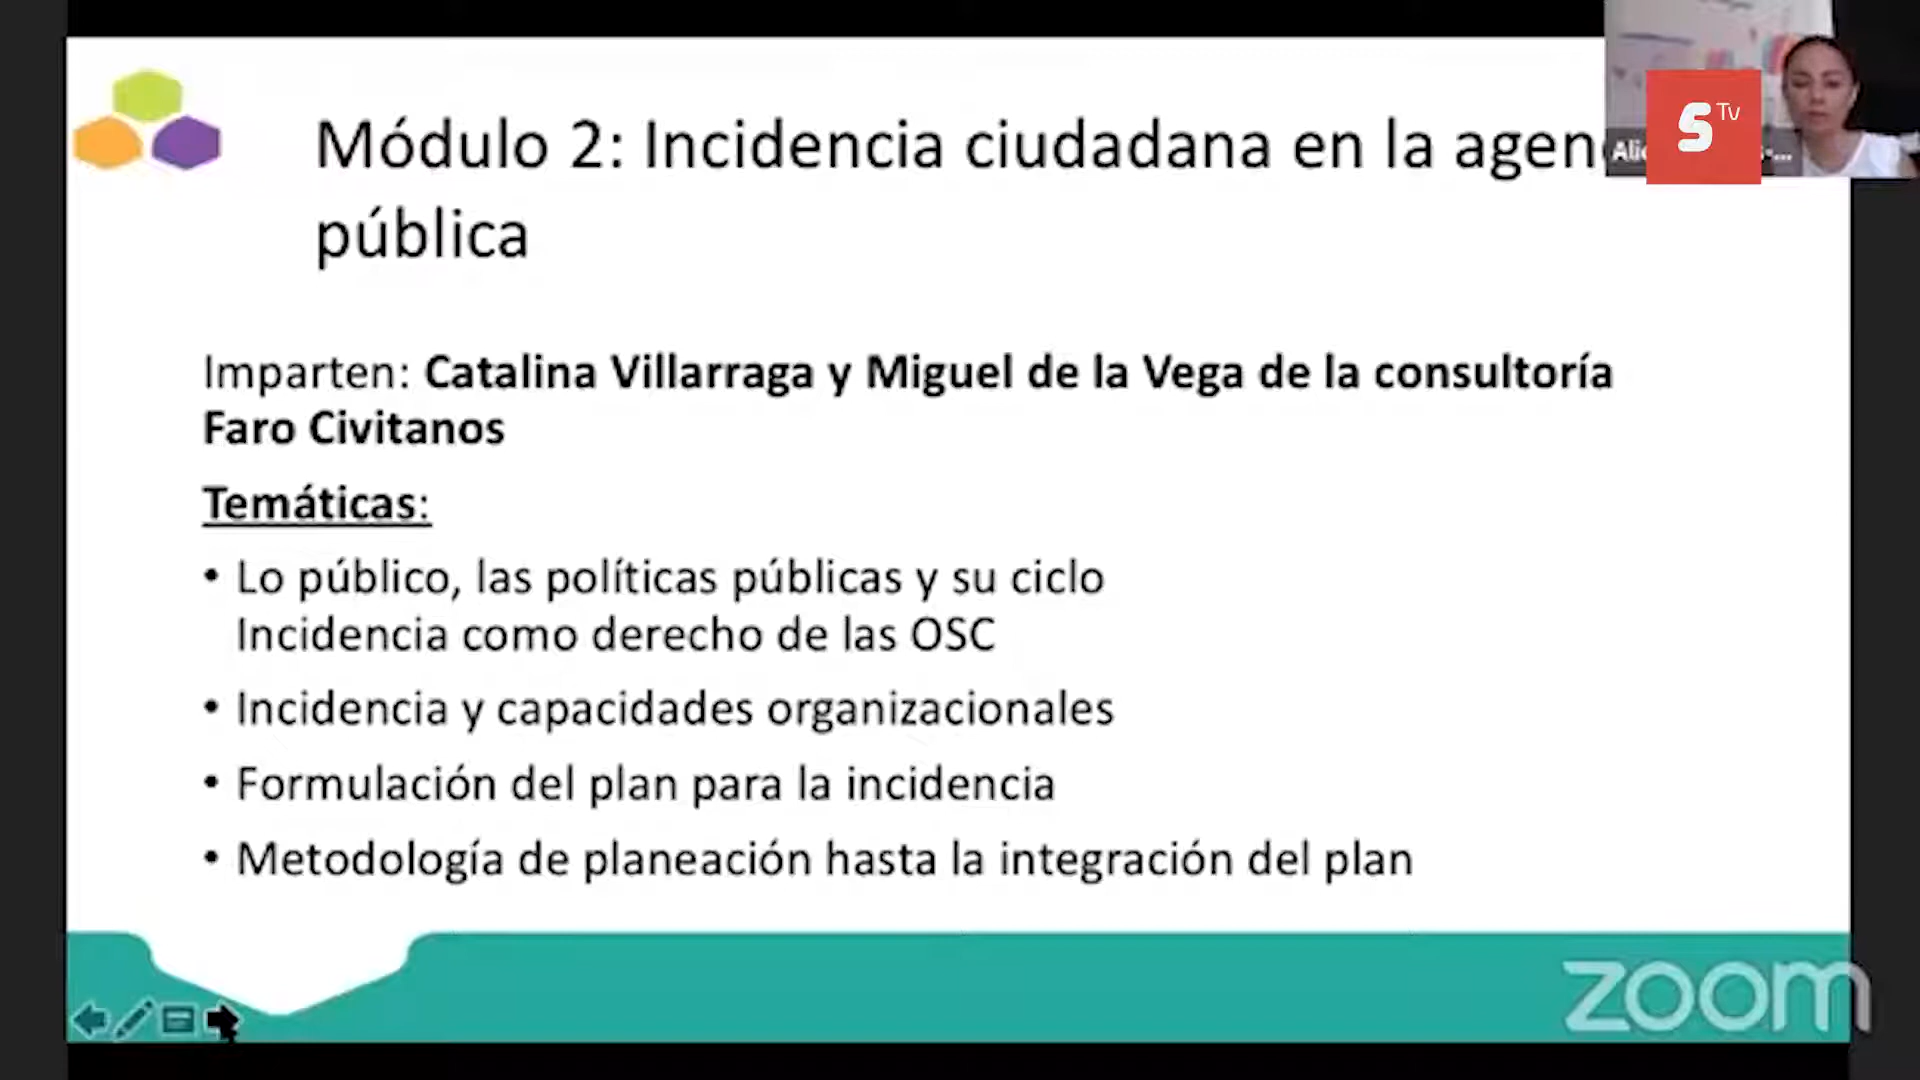 Módulo 2: Incidencia ciudadana en la
pública
Imparten: Catalina Villarraga y Miguel de la Vega de la consultoría
Faro Civitanos
Temáticas:
• Lo público, las políticas públicas y su ciclo
Incidencia como derecho de las OSC
• Incidencia y capacidades organizacionales
• Formulación del plan para la incidencia
• Metodología de planeación hasta la integración del plan
S Tv
zoom